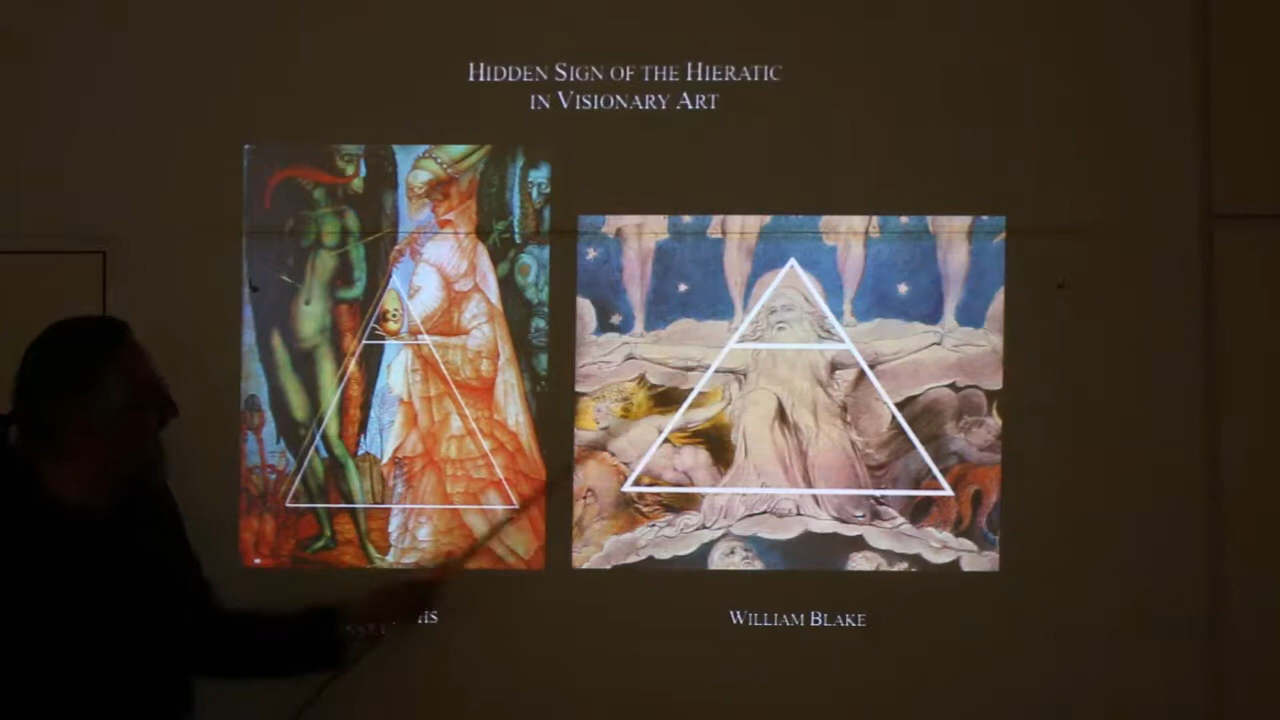 HIDDEN SIGN OF THE HIERATIC
IN VISIONARY ART
WILLIAM BLAKE